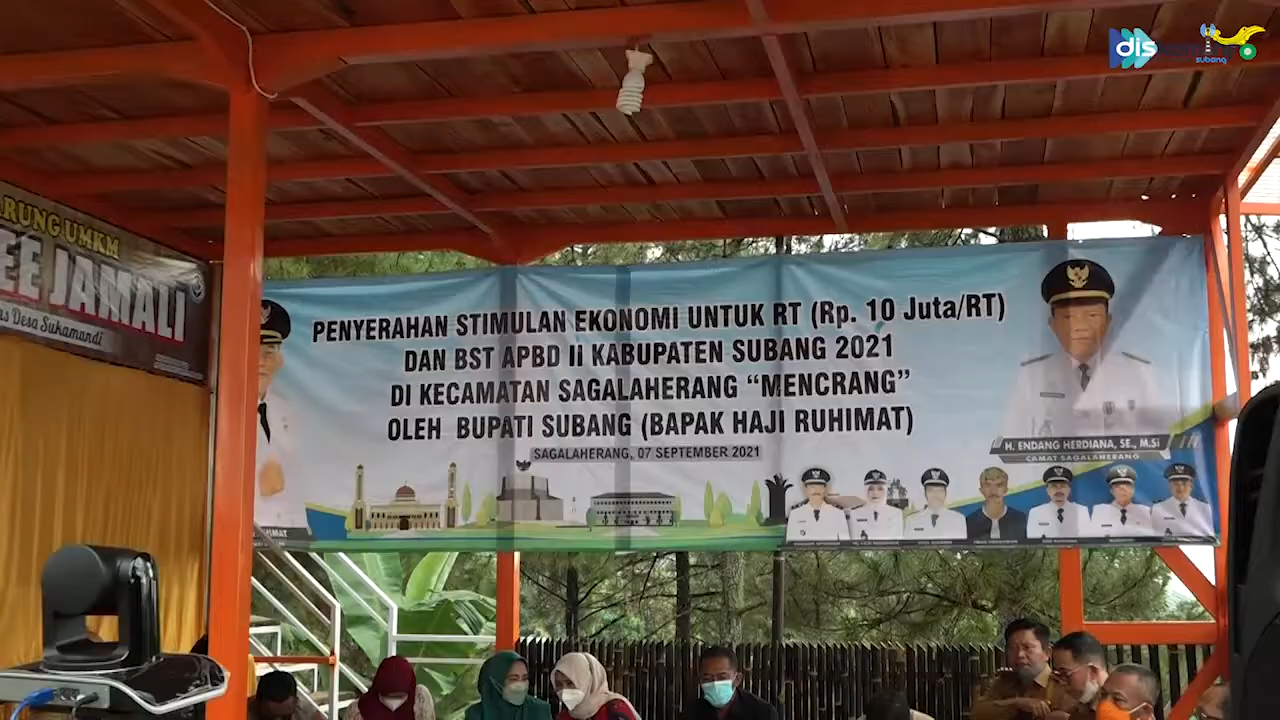 dis
subang
ARUNG UMKM
EE JAMALI
as Desa Sukamandi
PENYERAHAN STIMULAN EKONOMI UNTUK RT (Rp. 10 Juta/RT)
DAN BST APBD II KABUPATEN SUBANG 2021
DI KECAMATAN SAGALAHERANG “MENCRANG”
OLEH BUPATI SUBANG (BAPAK HAJI RUHIMAT)
SAGALAHERANG, 07 SEPTEMBER 2021
H. ENDANG HERDIANA, SE., M.Si
CAMAT SAGALAHERANG